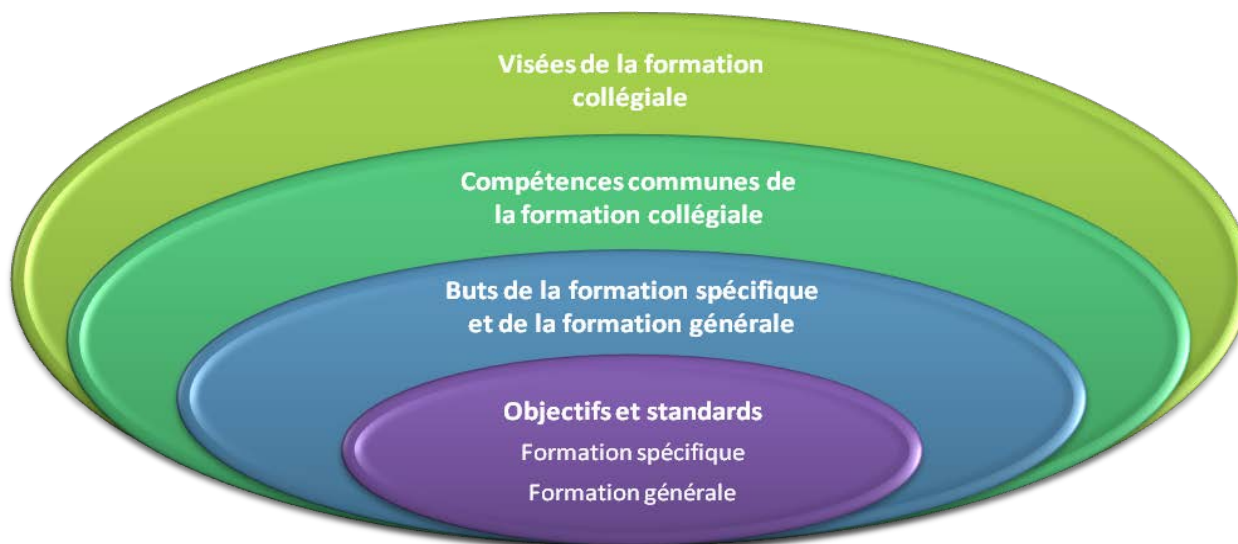 Visées de la formation
collégiale
Compétences communes de
la formation collégiale
Buts de la formation spécifique
et de la formation générale
Objectifs et standards
Formation spécifique
Formation générale